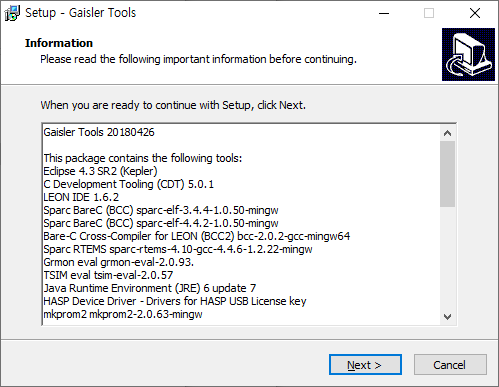 Setup - Gaisler Tools
Information
Please read the following important information before continuing.
When you are ready to continue with Setup, click Next.
Gaisler Tools 20180426
This package contains the following tools:
Eclipse 4.3 SR2 (Kepler)
C Development Tooling (CDT) 5.0.1
LEON IDE 1.6.2
Sparc BareC (BCC) sparc-elf-3.4.4-1.0.50-mingw
Sparc BareC (BCC) sparc-elf-4.4.2-1.0.50-mingw
Bare-C Cross-Compiler for LEON (BCC2) bcc-2.0.2-gcc-mingw64
Sparc RTEMS sparc-rtems-4.10-gcc-4.4.6-1.2.22-mingw
Grmon eval grmon-eval-2.0.93.
TSIM eval tsim-eval-2.0.57
Java Runtime Environment (JRE) 6 update 7
HASP Device Driver - Drivers for HASP USB License key
mkprom2 mkprom2-2.0.63-mingw
Next >
Cancel